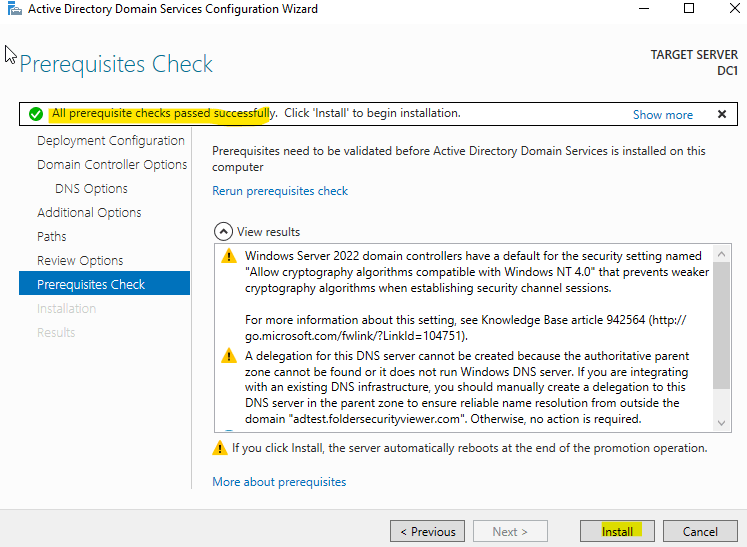 Active Directory Domain Services Configuration Wizard
Prerequisites Check
TARGET SERVER
DC1
All prerequisite checks passed successfully. Click 'Install' to begin installation.
Show more
Deployment Configuration
Domain Controller Options
DNS Options
Additional Options
Paths
Review Options
Prerequisites Check
Installation
Results
Prerequisites need to be validated before Active Directory Domain Services is installed on this
computer
Rerun prerequisites check
View results
Windows Server 2022 domain controllers have a default for the security setting named
"Allow cryptography algorithms compatible with Windows NT 4.0" that prevents weaker
cryptography algorithms when establishing security channel sessions.
For more information about this setting, see Knowledge Base article 942564 (http://
go.microsoft.com/fwlink/?LinkId=104751).
A delegation for this DNS server cannot be created because the authoritative parent
zone cannot be found or it does not run Windows DNS server. If you are integrating
with an existing DNS infrastructure, you should manually create a delegation to this
DNS server in the parent zone to ensure reliable name resolution from outside the
domain "adtest.foldersecurityviewer.com". Otherwise, no action is required.
If you click Install, the server automatically reboots at the end of the promotion operation.
More about prerequisites
< Previous
Next >
Install
Cancel